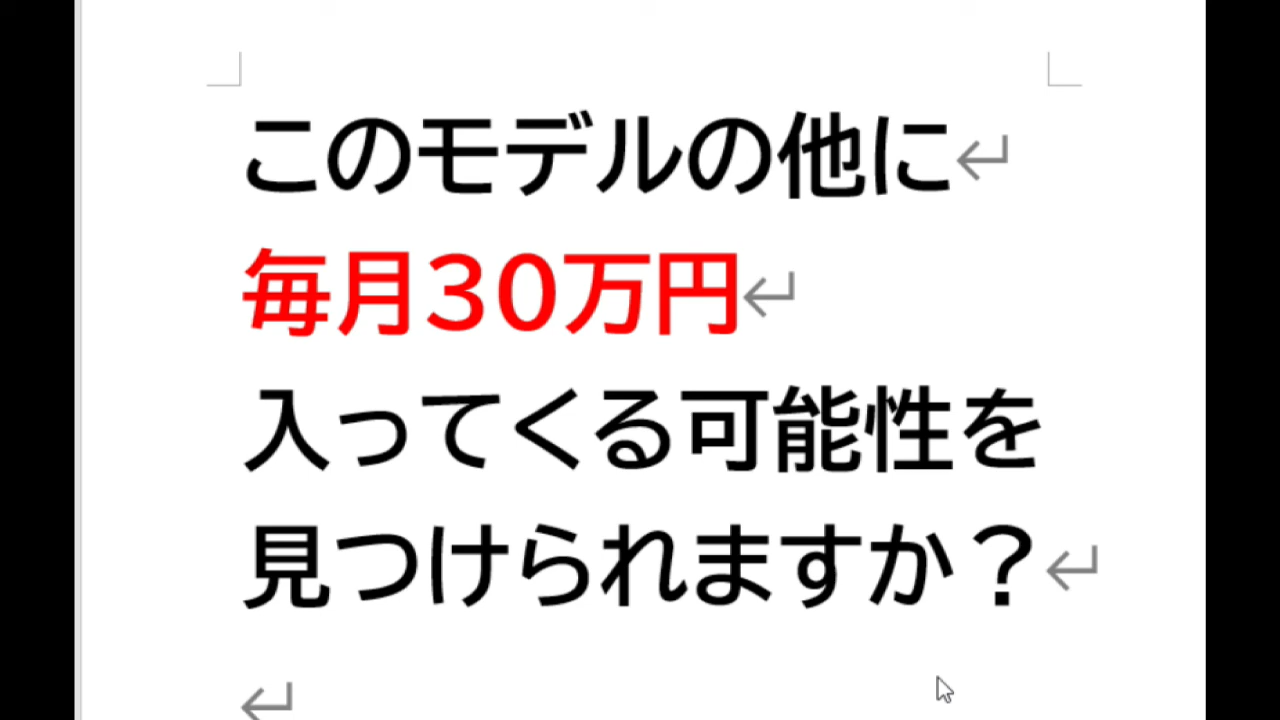 このモデルの他に
毎月３０万円
入ってくる可能性を
見つけられますか？